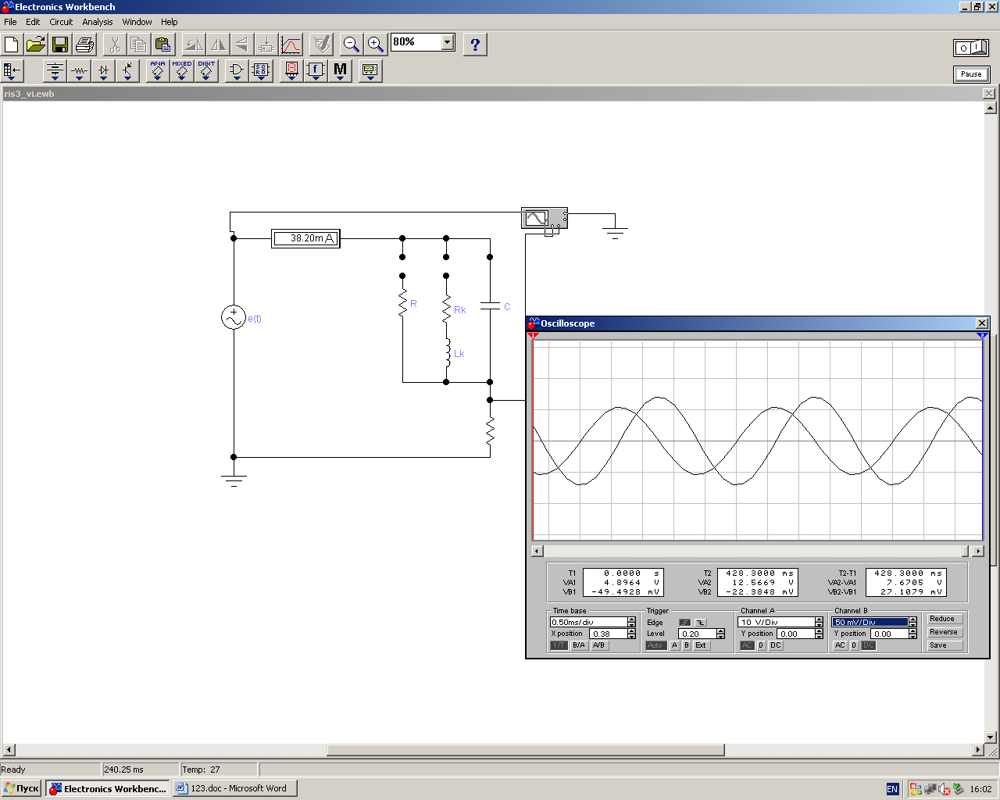 Electronics Workbench
File Edit Circuit Analysis Window Help
80%
?
O I
ANA MIXED DIGIT
f M
Pause
ris3_vi.ewb
38.20m A
R
Rk
C
e(t)
Lk
Oscilloscope
1 2
T1 0.0000 s T2 428.3000 ms T2-T1 428.3000 ms
VA1 4.8964 V VA2 12.5669 V VA2-VA1 7.6705 V
VB1 -49.4928 mV VB2 -22.3848 mV VB2-VB1 27.1079 mV
Time base Trigger Channel A Channel B
0.50ms/div Edge 10 V/Div 50 mV/Div Reduce
X position 0.38 Level 0.20 Y position 0.00 Y position 0.00 Reverse
Y/T B/A A/B Auto A B Ext AC 0 DC AC 0 DC Save
Ready 240.25 ms Temp: 27
Пуск Electronics Workbenc... 123.doc - Microsoft Word EN 16:02